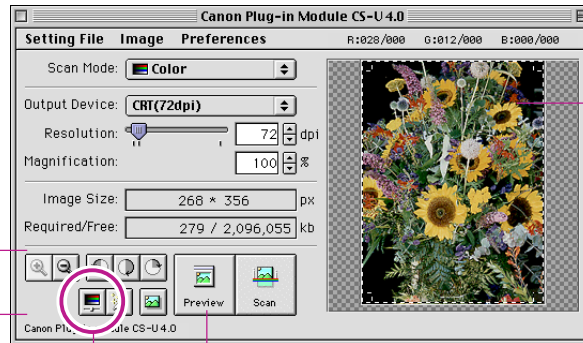 Canon Plug-in Module CS-U 4.0
Setting File Image Preferences R:028/000 G:012/000 B:000/000
Scan Mode: Color
Output Device: CRT(72dpi)
Resolution: 72 dpi
Magnification: 100 %
Image Size: 268 * 356 px
Required/Free: 279 / 2,096,055 kb
Preview Scan
Canon Plu Module CS-U 4.0